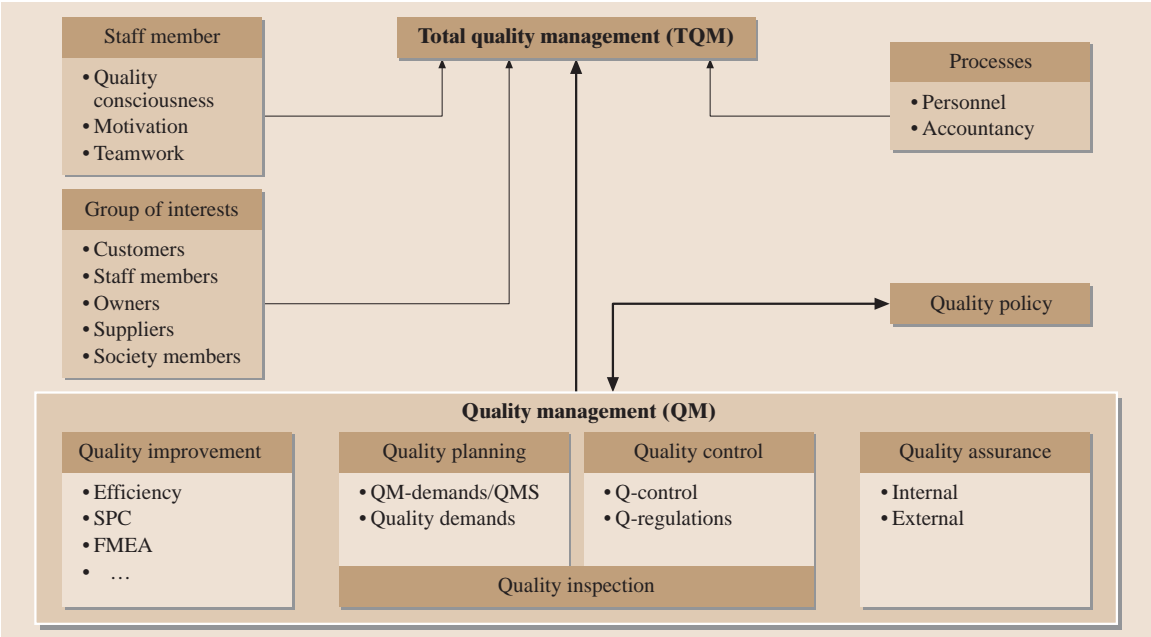 Total quality management (TQM)
Staff member
• Quality
consciousness
• Motivation
• Teamwork
Processes
• Personnel
• Accountancy
Group of interests
• Customers
• Staff members
• Owners
• Suppliers
• Society members
Quality policy
Quality management (QM)
Quality improvement
• Efficiency
• SPC
• FMEA
• …
Quality planning
• QM-demands/QMS
• Quality demands
Quality control
• Q-control
• Q-regulations
Quality inspection
Quality assurance
• Internal
• External